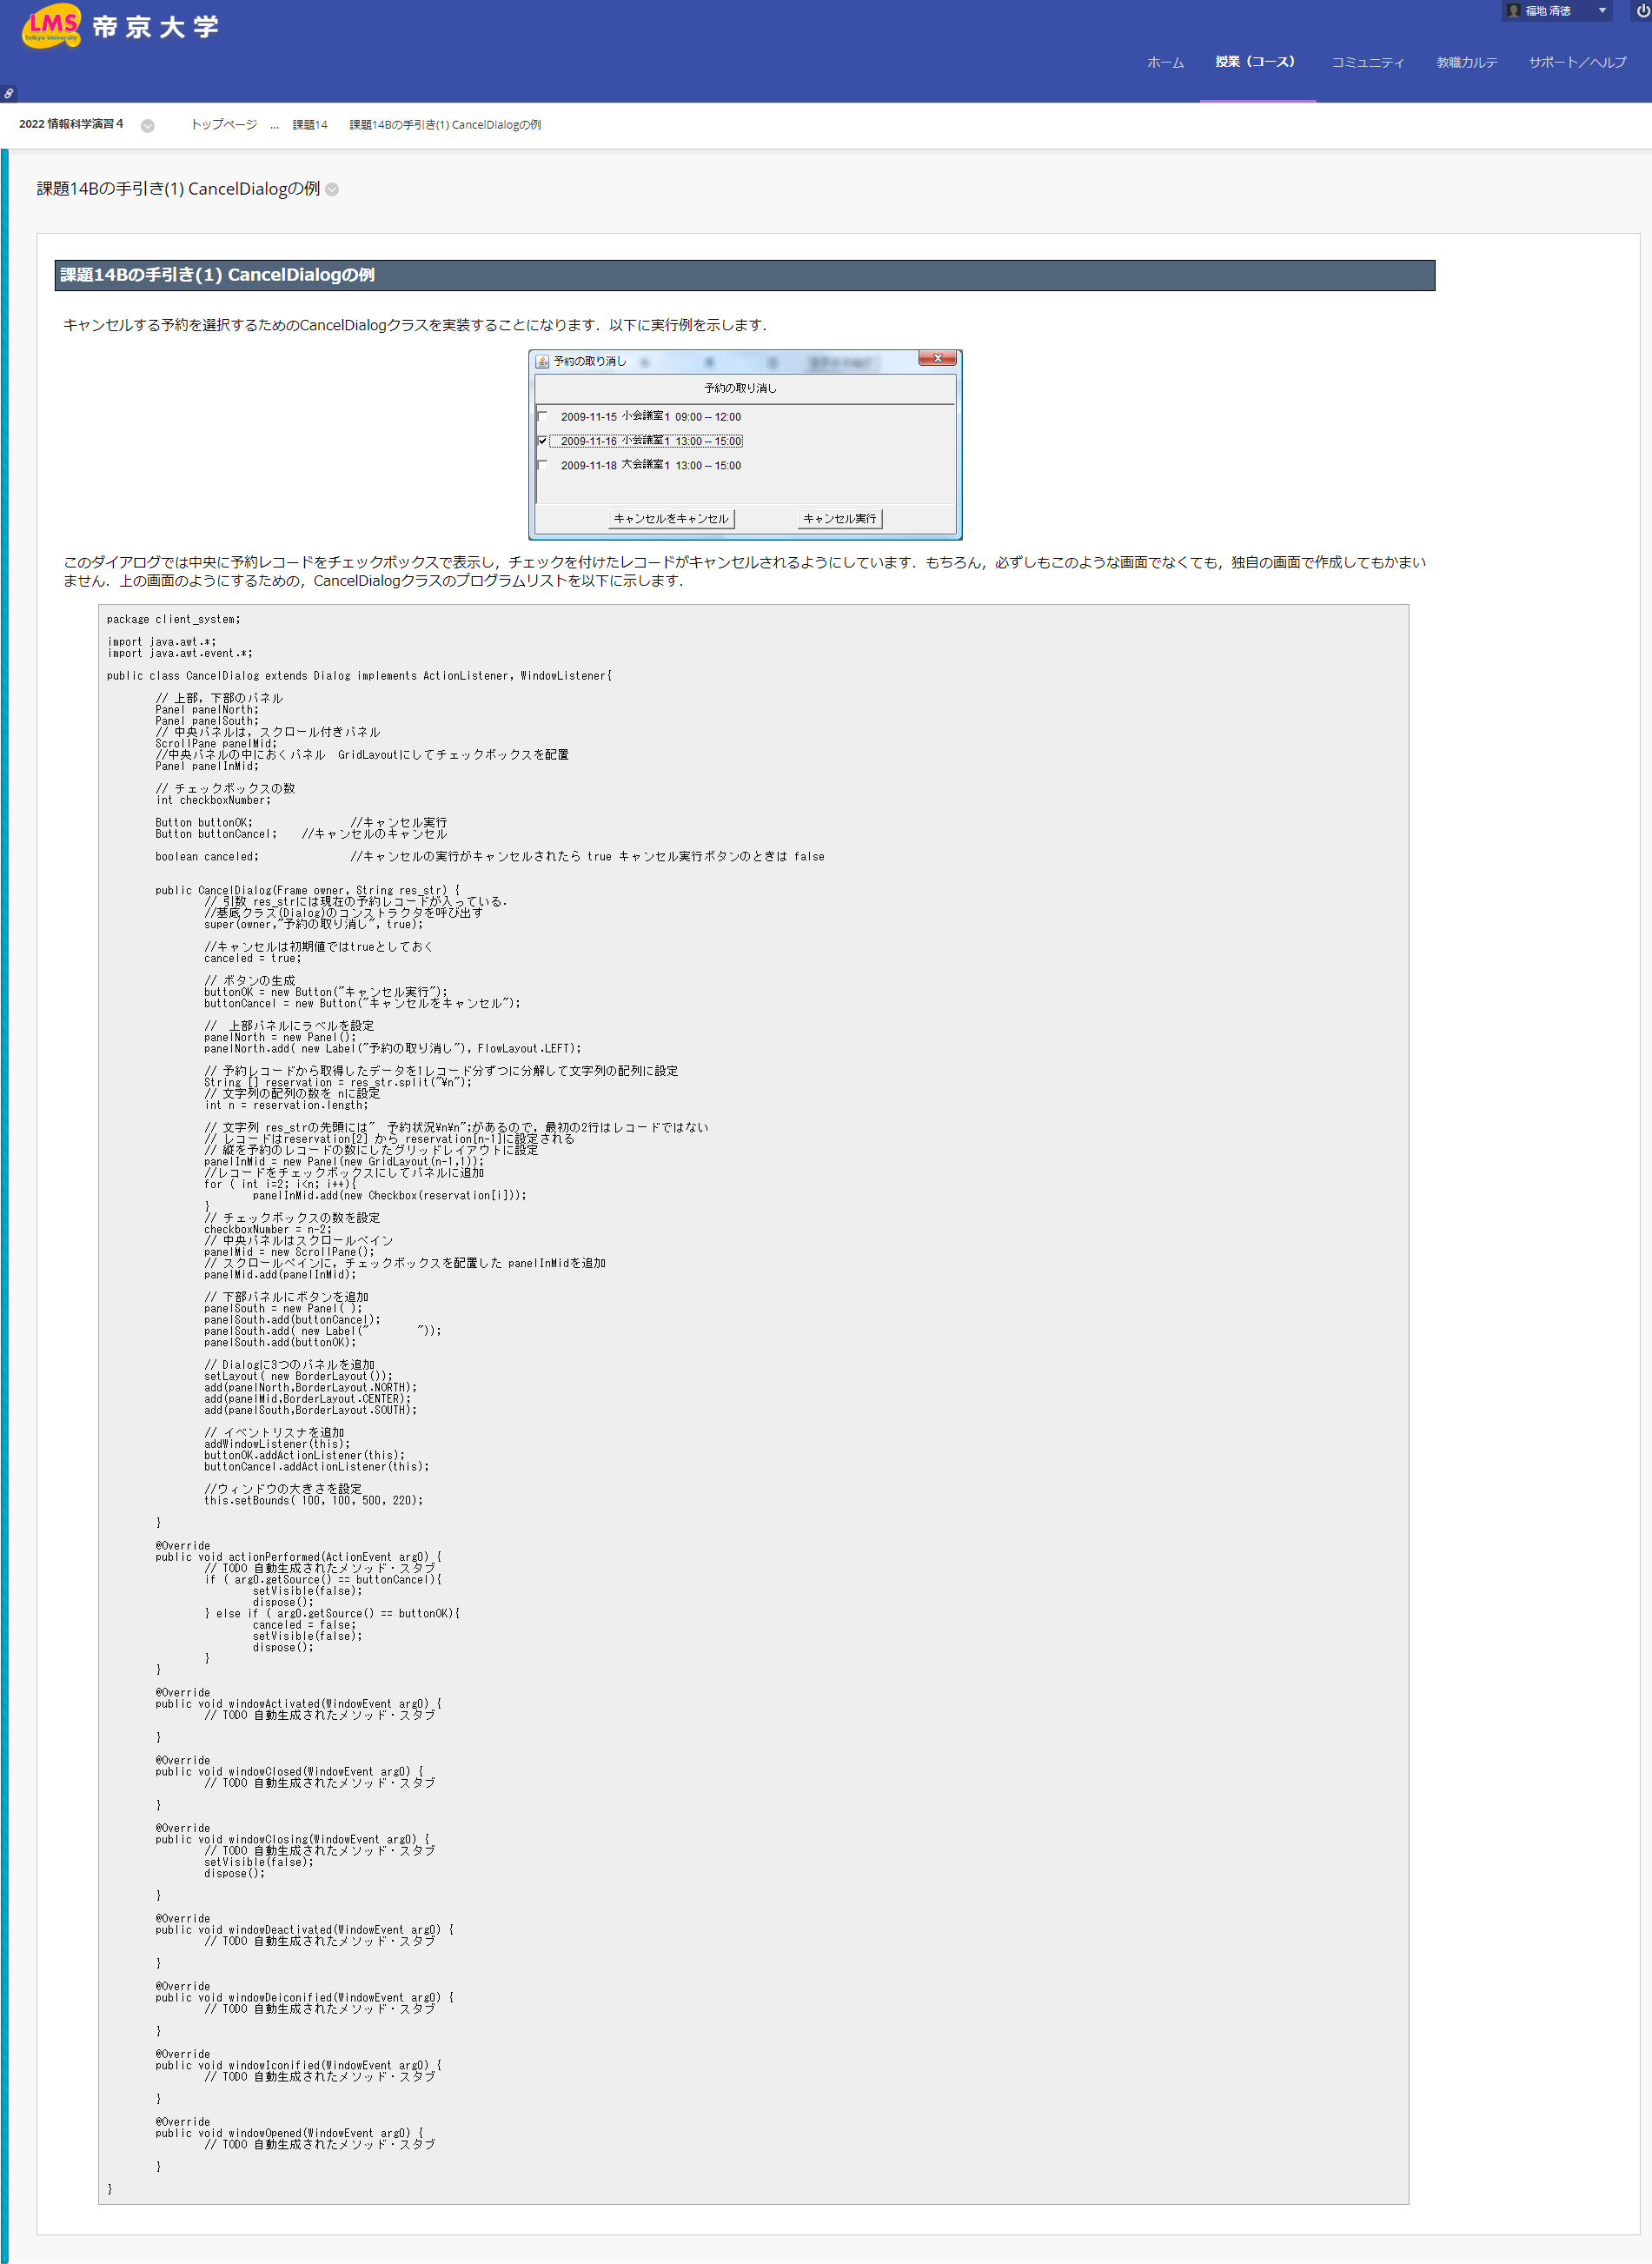 LMS
Teikyo University
帝京大学
福地 清徳
ホーム
授業（コース）
コミュニティ
教職カルテ
サポート／ヘルプ
2022 情報科学演習４
トップページ ... 課題14 課題14Bの手引き(1) CancelDialogの例
課題14Bの手引き(1) CancelDialogの例
課題14Bの手引き(1) CancelDialogの例
キャンセルする予約を選択するためのCancelDialogクラスを実装することになります．以下に実行例を示します．
予約の取り消し
予約の取り消し
2009-11-15 小会議室1 09:00 -- 12:00
2009-11-16 小会議室1 13:00 -- 15:00
2009-11-18 大会議室1 13:00 -- 15:00
キャンセルをキャンセル キャンセル実行
このダイアログでは中央に予約レコードをチェックボックスで表示し，チェックを付けたレコードがキャンセルされるようにしています．もちろん，必ずしもこのような画面でなくても，独自の画面で作成してもかまい
ません．上の画面のようにするための，CancelDialogクラスのプログラムリストを以下に示します．
package client_system;
import java.awt.*;
import java.awt.event.*;
public class CancelDialog extends Dialog implements ActionListener, WindowListener{
// 上部，下部のパネル
Panel panelNorth;
Panel panelSouth;
// 中央パネルは，スクロール付きパネル
ScrollPane panelMid;
//中央パネルの中におくパネル　GridLayoutにしてチェックボックスを配置
Panel panelInMid;
// チェックボックスの数
int checkboxNumber;
Button buttonOK; //キャンセル実行
Button buttonCancel; //キャンセルのキャンセル
boolean canceled; //キャンセルの実行がキャンセルされたら true キャンセル実行ボタンのときは false
public CancelDialog(Frame owner, String res_str) {
// 引数 res_strには現在の予約レコードが入っている．
//基底クラス(Dialog)のコンストラクタを呼び出す
super(owner,"予約の取り消し", true);
//キャンセルは初期値ではtrueとしておく
canceled = true;
// ボタンの生成
buttonOK = new Button("キャンセル実行");
buttonCancel = new Button("キャンセルをキャンセル");
//　上部パネルにラベルを設定
panelNorth = new Panel();
panelNorth.add( new Label("予約の取り消し"), FlowLayout.LEFT);
// 予約レコードから取得したデータを1レコード分ずつに分解して文字列の配列に設定
String [] reservation = res_str.split("¥n");
// 文字列の配列の数を nに設定
int n = reservation.length;
// 文字列 res_strの先頭には"　予約状況¥n¥n";があるので，最初の2行はレコードではない
// レコードはreservation[2] から reservation[n-1]に設定される
// 縦を予約のレコードの数にしたグリッドレイアウトに設定
panelInMid = new Panel(new GridLayout(n-1,1));
//レコードをチェックボックスにしてパネルに追加
for ( int i=2; i<n; i++){
panelInMid.add(new Checkbox(reservation[i]));
}
// チェックボックスの数を設定
checkboxNumber = n-2;
// 中央パネルはスクロールペイン
panelMid = new ScrollPane();
// スクロールペインに，チェックボックスを配置した panelInMidを追加
panelMid.add(panelInMid);
// 下部パネルにボタンを追加
panelSouth = new Panel( );
panelSouth.add(buttonCancel);
panelSouth.add( new Label("        "));
panelSouth.add(buttonOK);
// Dialogに3つのパネルを追加
setLayout( new BorderLayout());
add(panelNorth,BorderLayout.NORTH);
add(panelMid,BorderLayout.CENTER);
add(panelSouth,BorderLayout.SOUTH);
// イベントリスナを追加
addWindowListener(this);
buttonOK.addActionListener(this);
buttonCancel.addActionListener(this);
//ウィンドウの大きさを設定
this.setBounds( 100, 100, 500, 220);
}
@Override
public void actionPerformed(ActionEvent arg0) {
// TODO 自動生成されたメソッド・スタブ
if ( arg0.getSource() == buttonCancel){
setVisible(false);
dispose();
} else if ( arg0.getSource() == buttonOK){
canceled = false;
setVisible(false);
dispose();
}
}
@Override
public void windowActivated(WindowEvent arg0) {
// TODO 自動生成されたメソッド・スタブ
}
@Override
public void windowClosed(WindowEvent arg0) {
// TODO 自動生成されたメソッド・スタブ
}
@Override
public void windowClosing(WindowEvent arg0) {
// TODO 自動生成されたメソッド・スタブ
setVisible(false);
dispose();
}
@Override
public void windowDeactivated(WindowEvent arg0) {
// TODO 自動生成されたメソッド・スタブ
}
@Override
public void windowDeiconified(WindowEvent arg0) {
// TODO 自動生成されたメソッド・スタブ
}
@Override
public void windowIconified(WindowEvent arg0) {
// TODO 自動生成されたメソッド・スタブ
}
@Override
public void windowOpened(WindowEvent arg0) {
// TODO 自動生成されたメソッド・スタブ
}
}